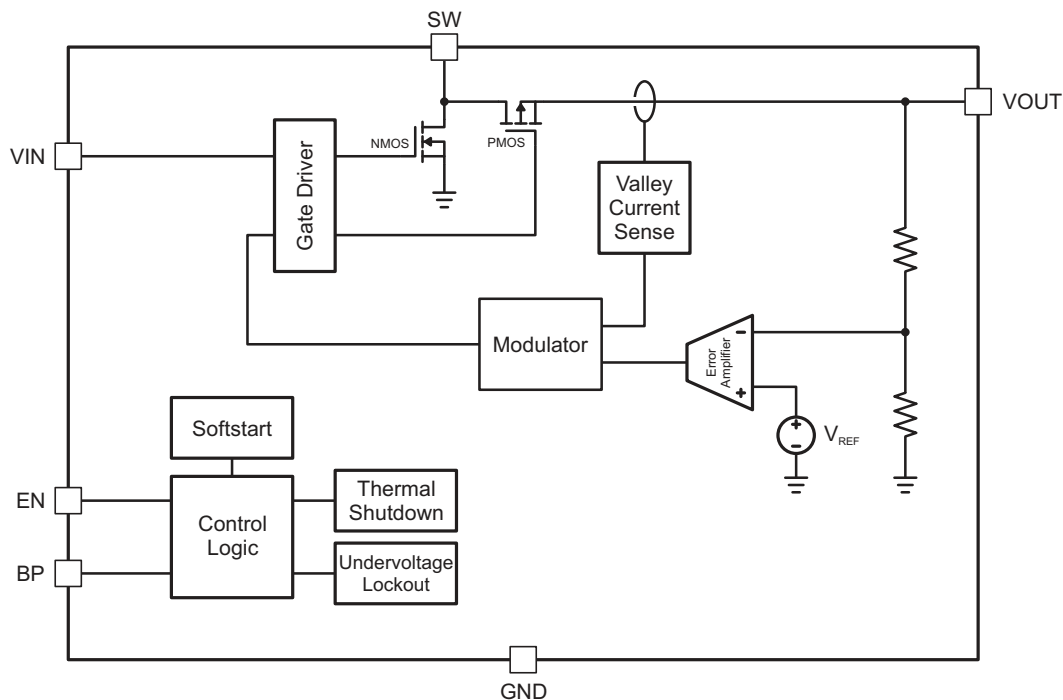 SW
VOUT
VIN
NMOS
PMOS
Gate Driver
Valley
Current
Sense
Modulator
Error
Amplifier
−
+
+
−
VREF
Softstart
EN
BP
Control
Logic
Thermal
Shutdown
Undervoltage
Lockout
GND